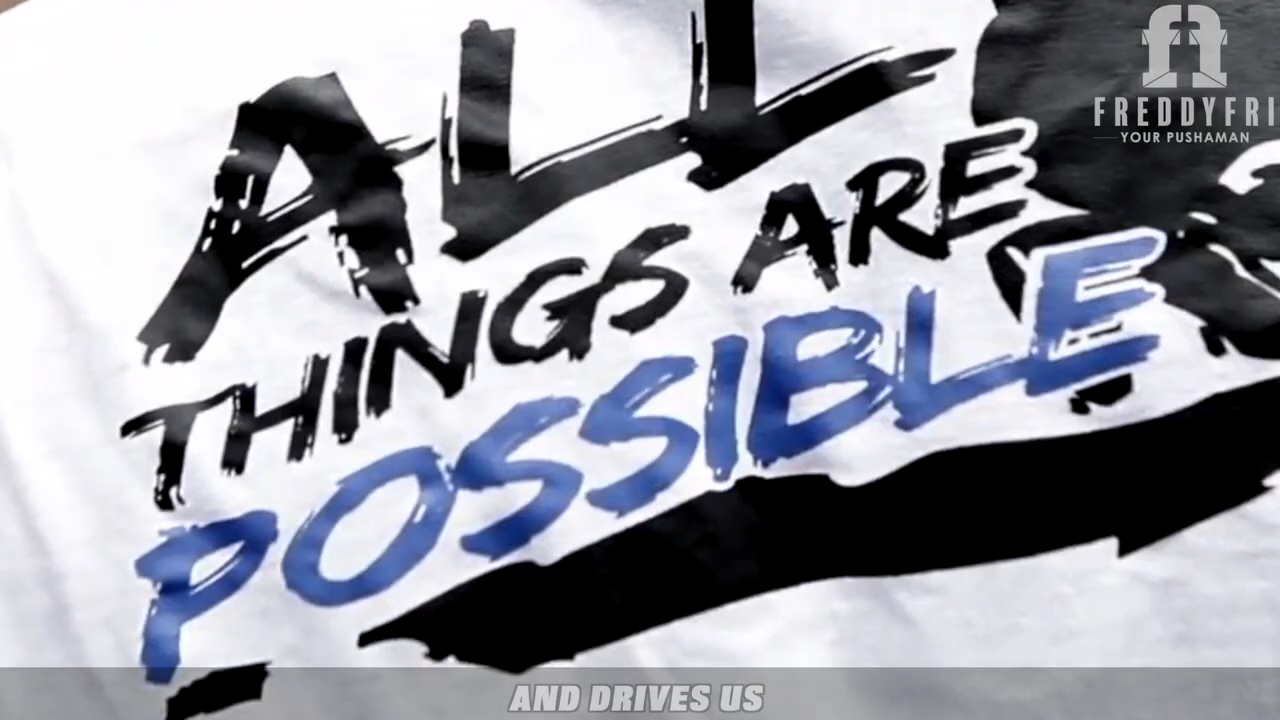 ALL
THINGS ARE
POSSIBLE
FREDDYFRI
YOUR PUSHAMAN
AND DRIVES US